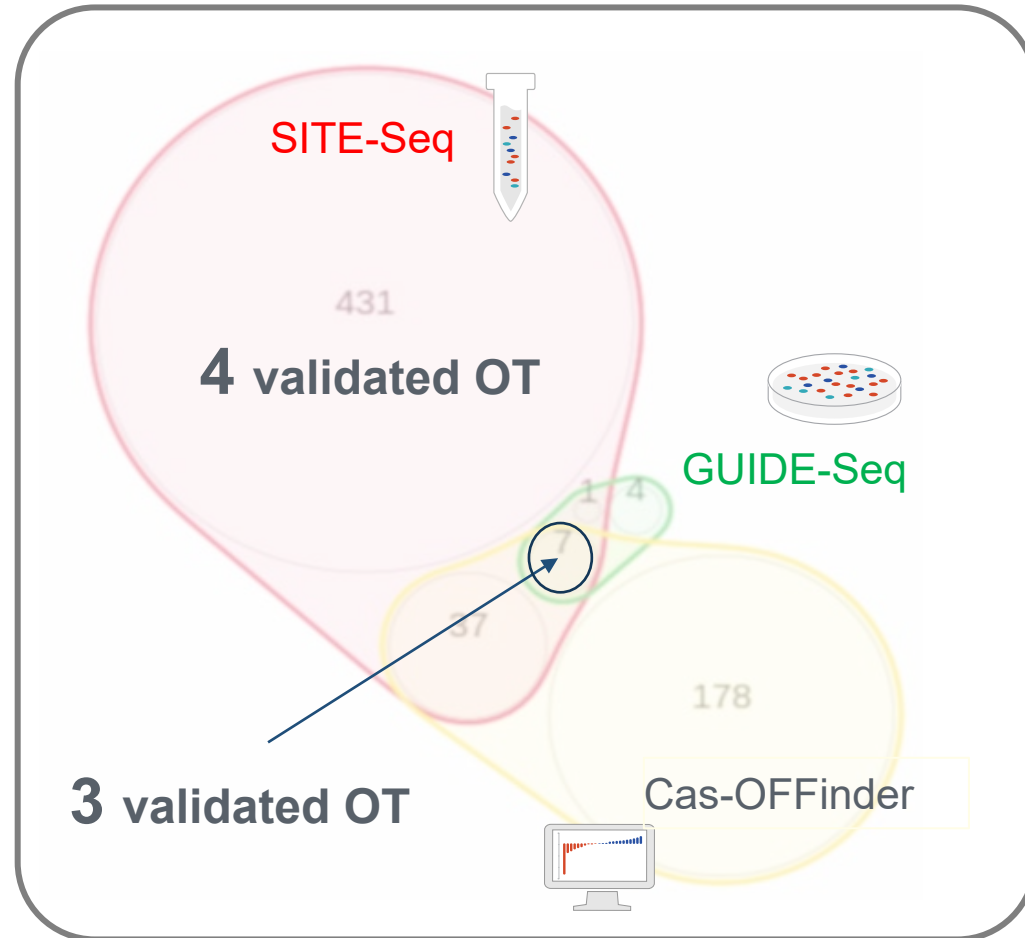 SITE-Seq
431
4 validated OT
GUIDE-Seq
1 4
7
37
178
3 validated OT
Cas-OFFinder